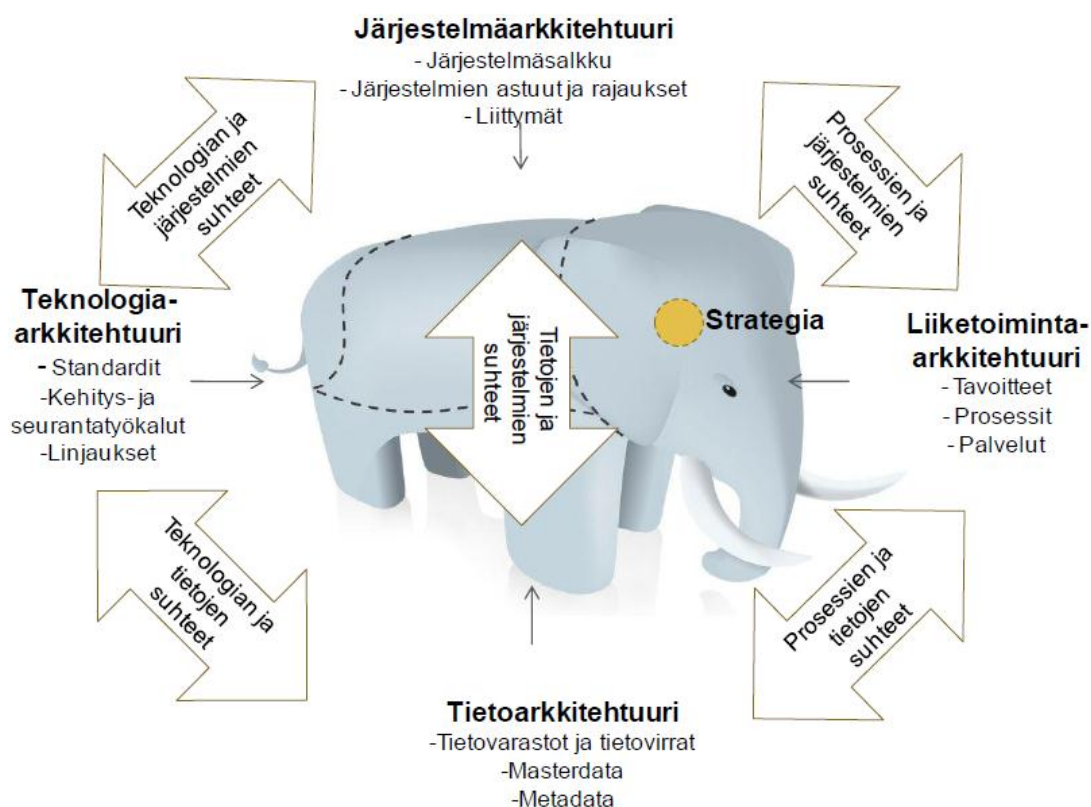 Järjestelmäarkkitehtuuri
- Järjestelmäsalkku
- Järjestelmien astuut ja rajaukset
- Liittymät
Teknologian ja
järjestelmien
suhteet
Prosessien ja
järjestelmien
suhteet
Teknologia-
arkkitehtuuri
- Standardit
-Kehitys- ja
seurantatyökalut
-Linjaukset
Tietojen ja
järjestelmien
suhteet
Strategia
Liiketoiminta-
arkkitehtuuri
- Tavoitteet
- Prosessit
- Palvelut
Teknologian ja
tietojen
suhteet
Prosessien ja
tietojen
suhteet
Tietoarkkitehtuuri
-Tietovarastot ja tietovirrat
-Masterdata
-Metadata